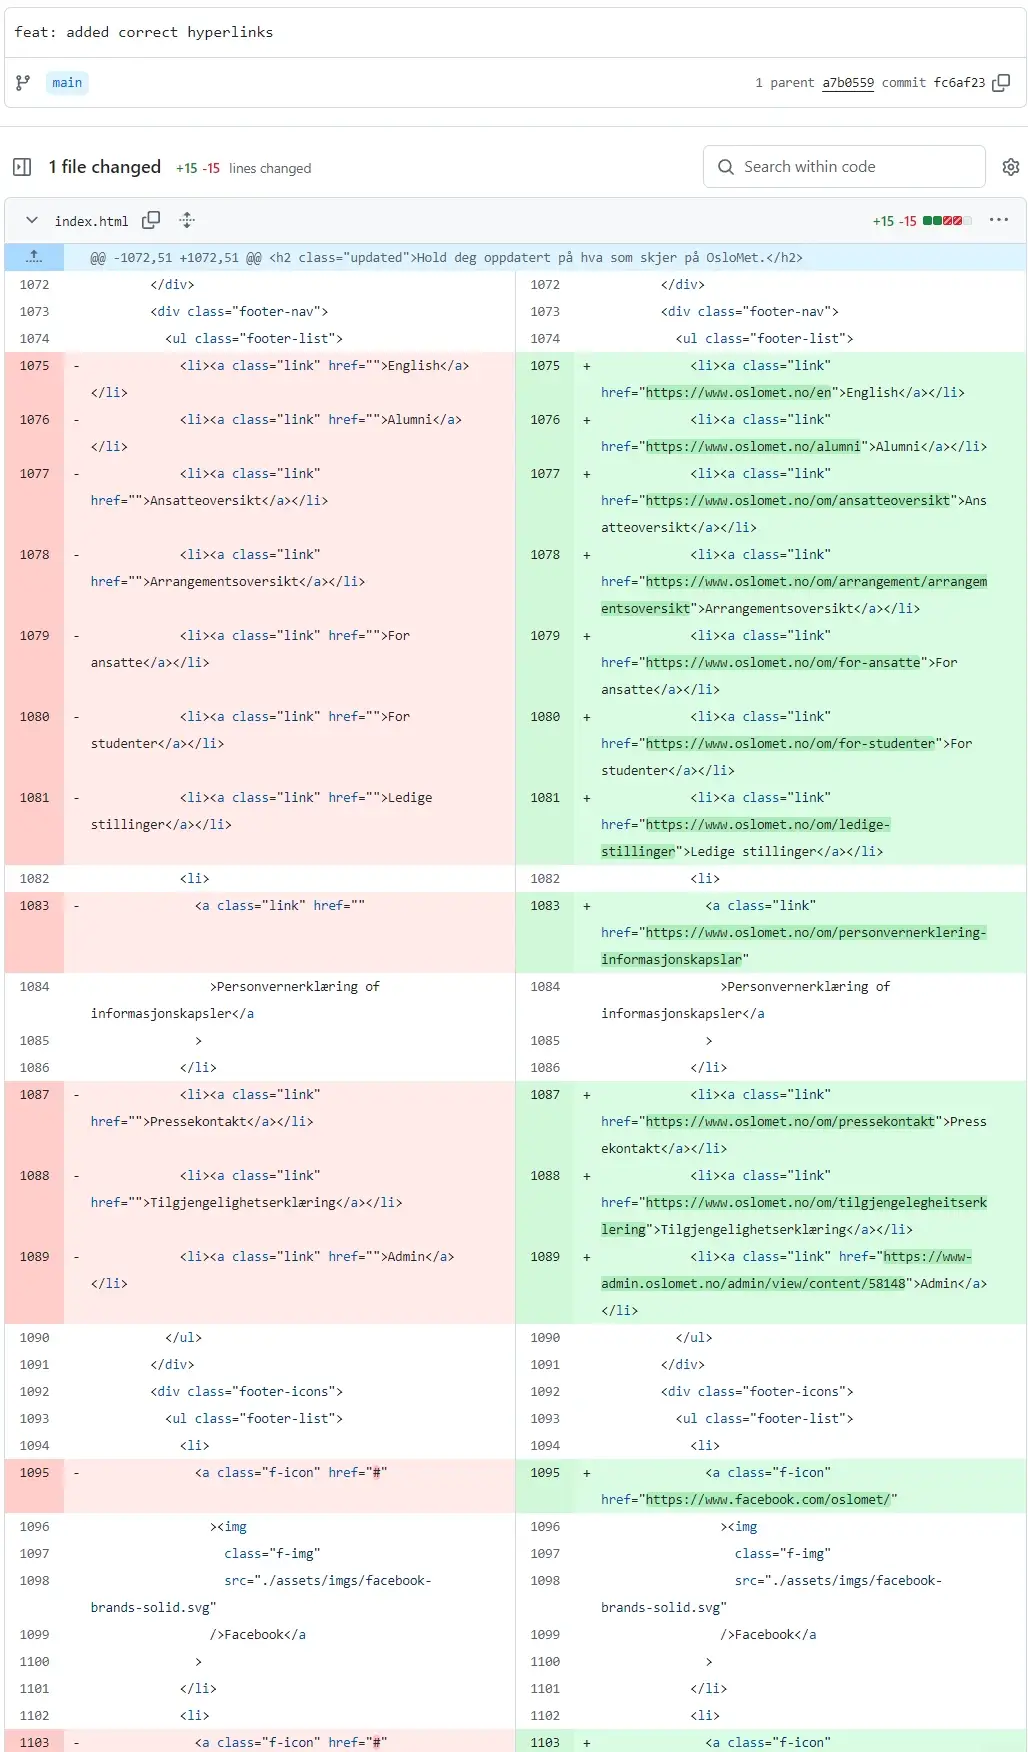 feat: added correct hyperlinks
main
1 parent a7b0559 commit fc6af23
1 file changed +15 -15 lines changed
Search within code
index.html
+15 -15
@@ -1072,51 +1072,51 @@ <h2 class="updated">Hold deg oppdatert på hva som skjer på OsloMet.</h2>
1072 </div>
1072 </div>
1073 <div class="footer-nav">
1073 <div class="footer-nav">
1074 <ul class="footer-list">
1074 <ul class="footer-list">
1075 - <li><a class="link" href="">English</a>
</li>
1075 + <li><a class="link"
href="https://www.oslomet.no/en">English</a></li>
1076 - <li><a class="link" href="">Alumni</a>
</li>
1076 + <li><a class="link"
href="https://www.oslomet.no/alumni">Alumni</a></li>
1077 - <li><a class="link"
href="">Ansatteoversikt</a></li>
1077 + <li><a class="link"
href="https://www.oslomet.no/om/ansatteoversikt">Ans
atteoversikt</a></li>
1078 - <li><a class="link"
href="">Arrangementsoversikt</a></li>
1078 + <li><a class="link"
href="https://www.oslomet.no/om/arrangement/arrangem
entsoversikt">Arrangementsoversikt</a></li>
1079 - <li><a class="link" href="">For
ansatte</a></li>
1079 + <li><a class="link"
href="https://www.oslomet.no/om/for-ansatte">For
ansatte</a></li>
1080 - <li><a class="link" href="">For
studenter</a></li>
1080 + <li><a class="link"
href="https://www.oslomet.no/om/for-studenter">For
studenter</a></li>
1081 - <li><a class="link" href="">Ledige
stillinger</a></li>
1081 + <li><a class="link"
href="https://www.oslomet.no/om/ledige-
stillinger">Ledige stillinger</a></li>
1082 <li>
1082 <li>
1083 - <a class="link" href=""
1083 + <a class="link"
href="https://www.oslomet.no/om/personvernerklering-
informasjonskapslar"
1084 >Personvernerklæring of
informasjonskapsler</a
1084 >Personvernerklæring of
informasjonskapsler</a
1085 >
1085 >
1086 </li>
1086 </li>
1087 - <li><a class="link"
href="">Pressekontakt</a></li>
1087 + <li><a class="link"
href="https://www.oslomet.no/om/pressekontakt">Press
ekontakt</a></li>
1088 - <li><a class="link"
href="">Tilgjengelighetserklæring</a></li>
1088 + <li><a class="link"
href="https://www.oslomet.no/om/tilgjengelegheitserk
lering">Tilgjengelighetserklæring</a></li>
1089 - <li><a class="link" href="">Admin</a>
</li>
1089 + <li><a class="link" href="https://www-
admin.oslomet.no/admin/view/content/58148">Admin</a>
</li>
1090 </ul>
1090 </ul>
1091 </div>
1091 </div>
1092 <div class="footer-icons">
1092 <div class="footer-icons">
1093 <ul class="footer-list">
1093 <ul class="footer-list">
1094 <li>
1094 <li>
1095 - <a class="f-icon" href="#"
1095 + <a class="f-icon"
href="https://www.facebook.com/oslomet/"
1096 ><img
1096 ><img
1097 class="f-img"
1097 class="f-img"
1098 src="./assets/imgs/facebook-
brands-solid.svg"
1098 src="./assets/imgs/facebook-
brands-solid.svg"
1099 />Facebook</a
1099 />Facebook</a
1100 >
1100 >
1101 </li>
1101 </li>
1102 <li>
1102 <li>
1103 - <a class="f-icon" href="#"
1103 + <a class="f-icon"